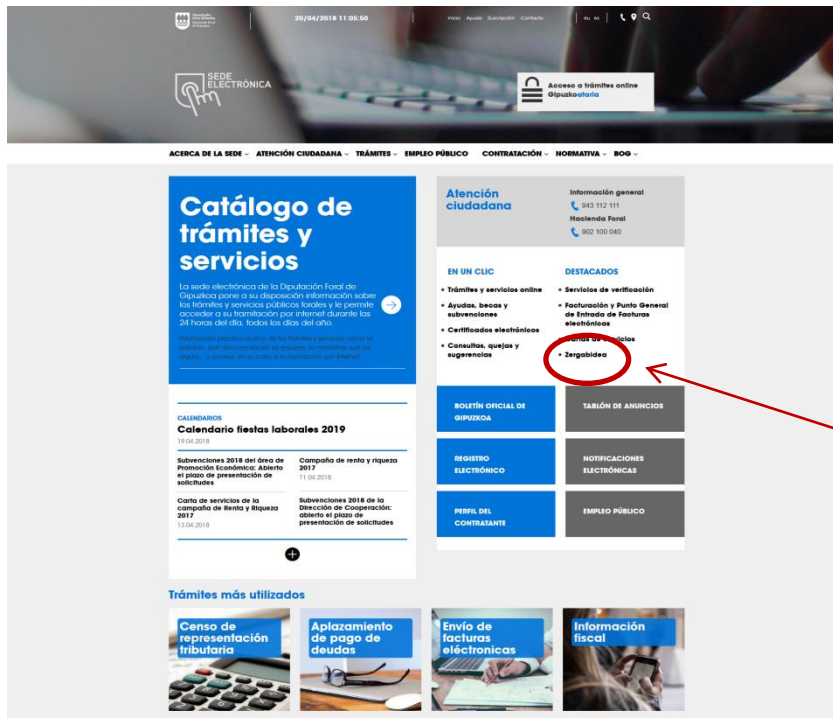 20/04/2018 11:05:50
Inicio Ayuda Suscripción Contacto
eu es
SEDE
ELECTRÓNICA
Acceso a trámites online
Gipuzkoataria
ACERCA DE LA SEDE
ATENCIÓN CIUDADANA
TRÁMITES
EMPLEO PÚBLICO
CONTRATACIÓN
NORMATIVA
BOG
Catálogo de
trámites y
servicios
La sede electrónica de la Diputación Foral de
Gipuzkoa pone a su disposición información sobre
los trámites y servicios públicos forales y le permite
acceder a su tramitación por internet durante las
24 horas del día, todos los días del año.
Atención
ciudadana
Información general
943 112 111
Hacienda Foral
902 100 040
EN UN CLIC
• Trámites y servicios online
• Ayudas, becas y
subvenciones
• Certificados electrónicos
• Consultas, quejas y
sugerencias
DESTACADOS
• Servicios de verificación
• Facturación y Punto General
de Entrada de Facturas
electrónicas
servicios
• Zergabidea
CALENDARIOS
Calendario fiestas laborales 2019
19.04.2018
Subvenciones 2018 del área de
Promoción Económica: Abierto
el plazo de presentación de
solicitudes
Campaña de renta y riqueza
2017
11.04.2018
Carta de servicios de la
campaña de Renta y Riqueza
2017
13.04.2018
Subvenciones 2018 de la
Dirección de Cooperación:
abierto el plazo de
presentación de solicitudes
BOLETÍN OFICIAL DE
GIPUZKOA
TABLÓN DE ANUNCIOS
REGISTRO
ELECTRÓNICO
NOTIFICACIONES
ELECTRÓNICAS
PERFIL DEL
CONTRATANTE
EMPLEO PÚBLICO
Trámites más utilizados
Censo de
representación
tributaria
Aplazamiento
de pago de
deudas
Envío de
facturas
eléctronicas
Información
fiscal